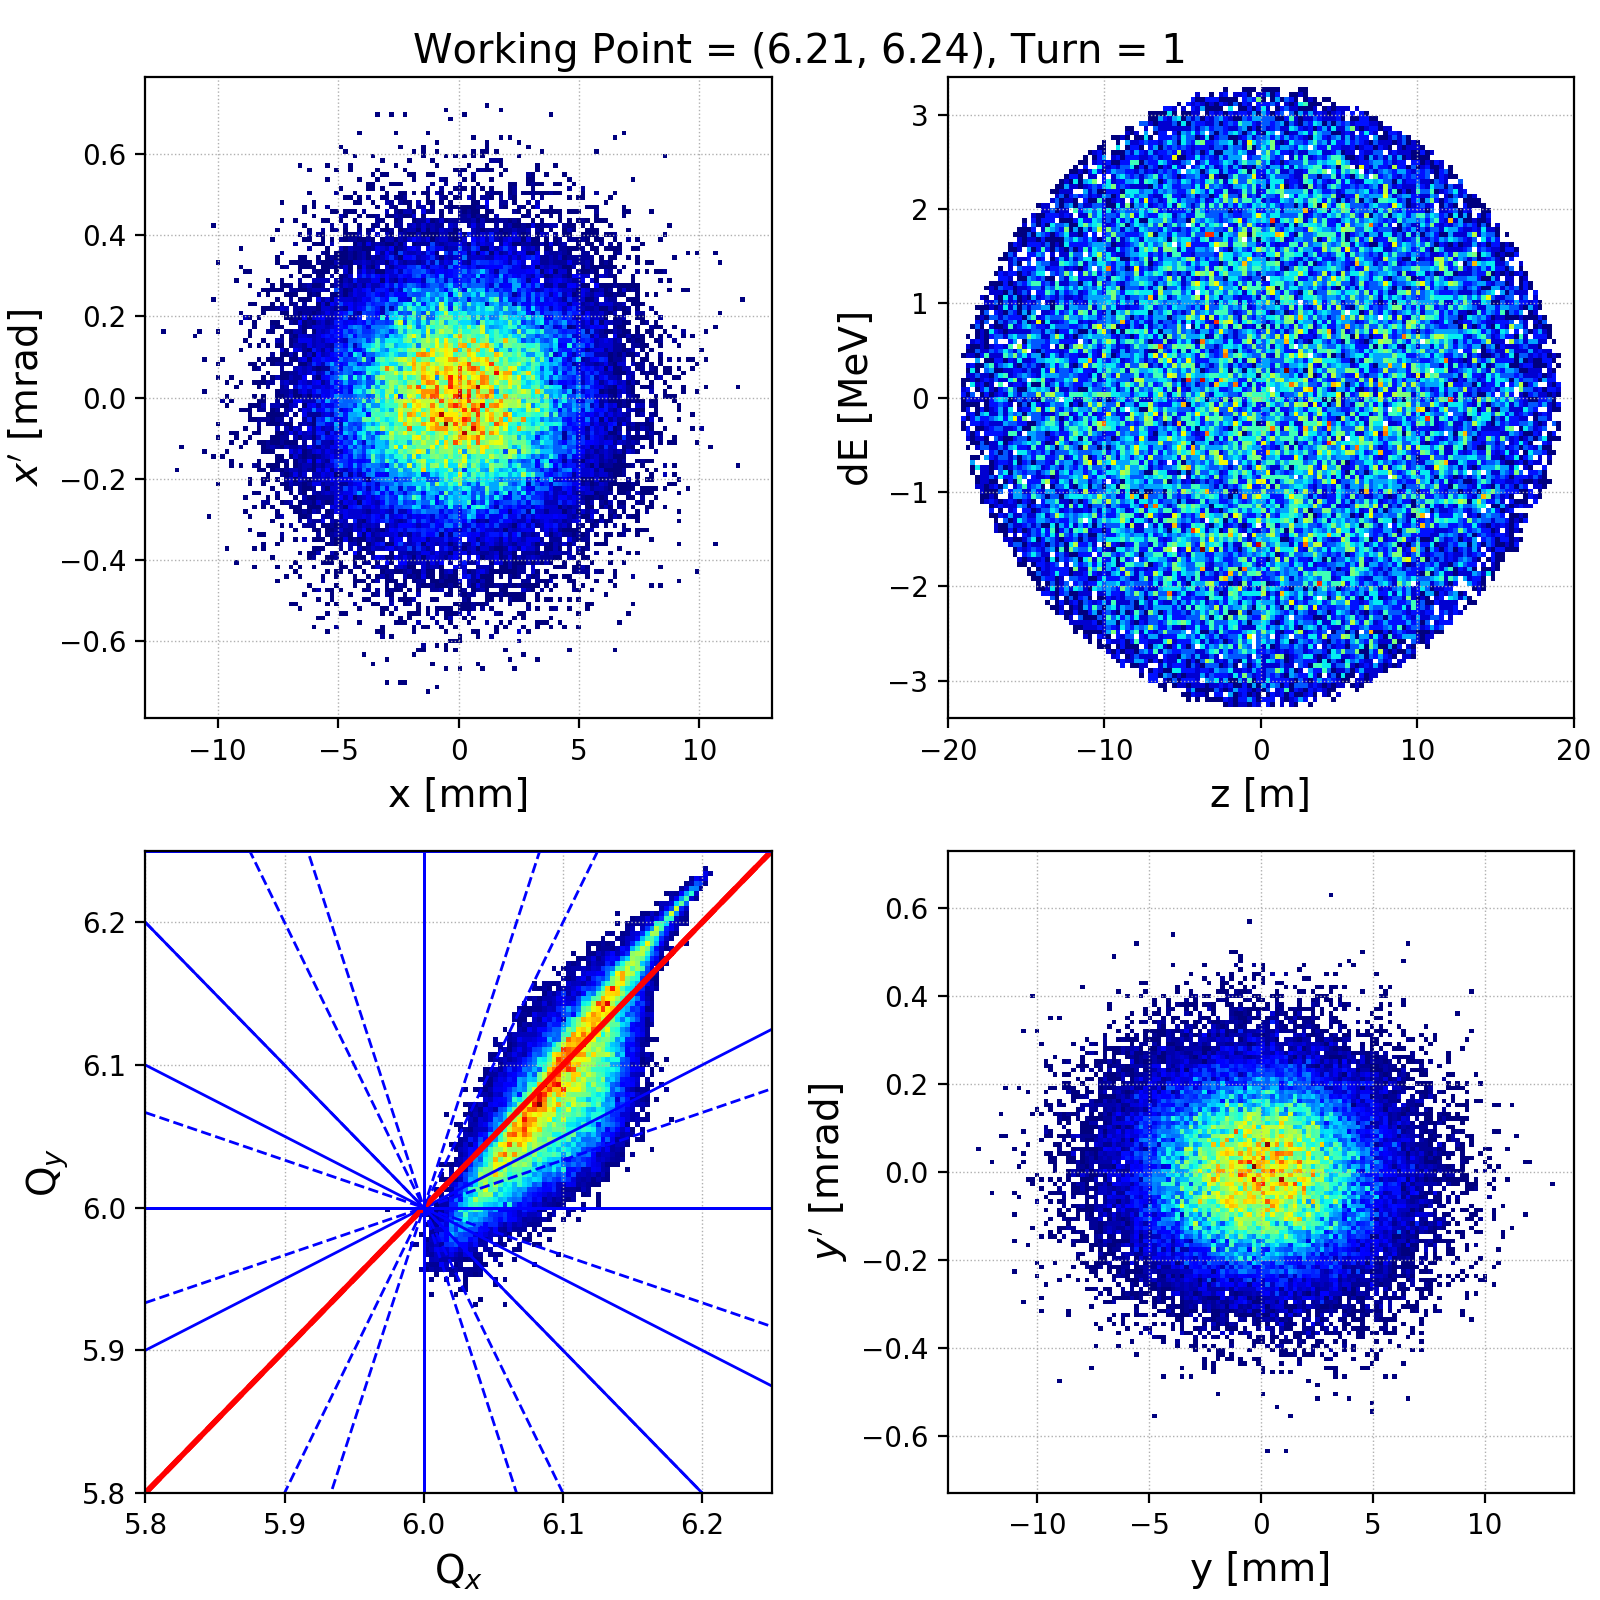 Working Point = (6.21, 6.24), Turn = 1
x′ [mrad]
0.6
0.4
0.2
0.0
−0.2
−0.4
−0.6
−10 −5 0 5 10
x [mm]
dE [MeV]
3
2
1
0
−1
−2
−3
−20 −10 0 10 20
z [m]
Qy
6.2
6.1
6.0
5.9
5.8
5.8 5.9 6.0 6.1 6.2
Qx
y′ [mrad]
0.6
0.4
0.2
0.0
−0.2
−0.4
−0.6
−10 −5 0 5 10
y [mm]